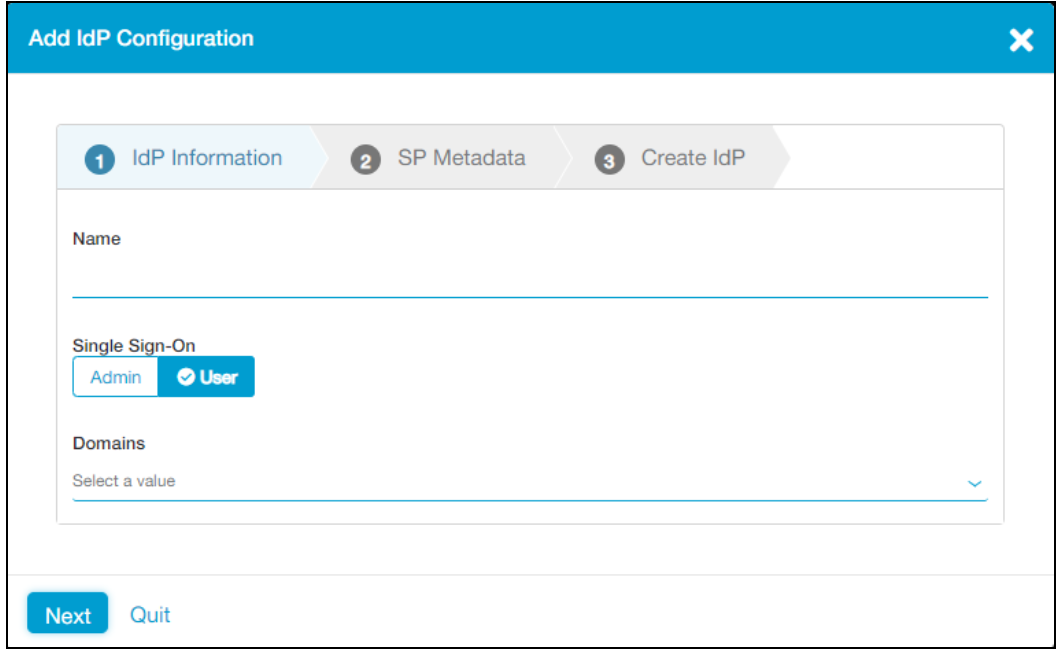 Add IdP Configuration
1 IdP Information 2 SP Metadata 3 Create IdP
Name
Single Sign-On
Admin User
Domains
Select a value
Next Quit